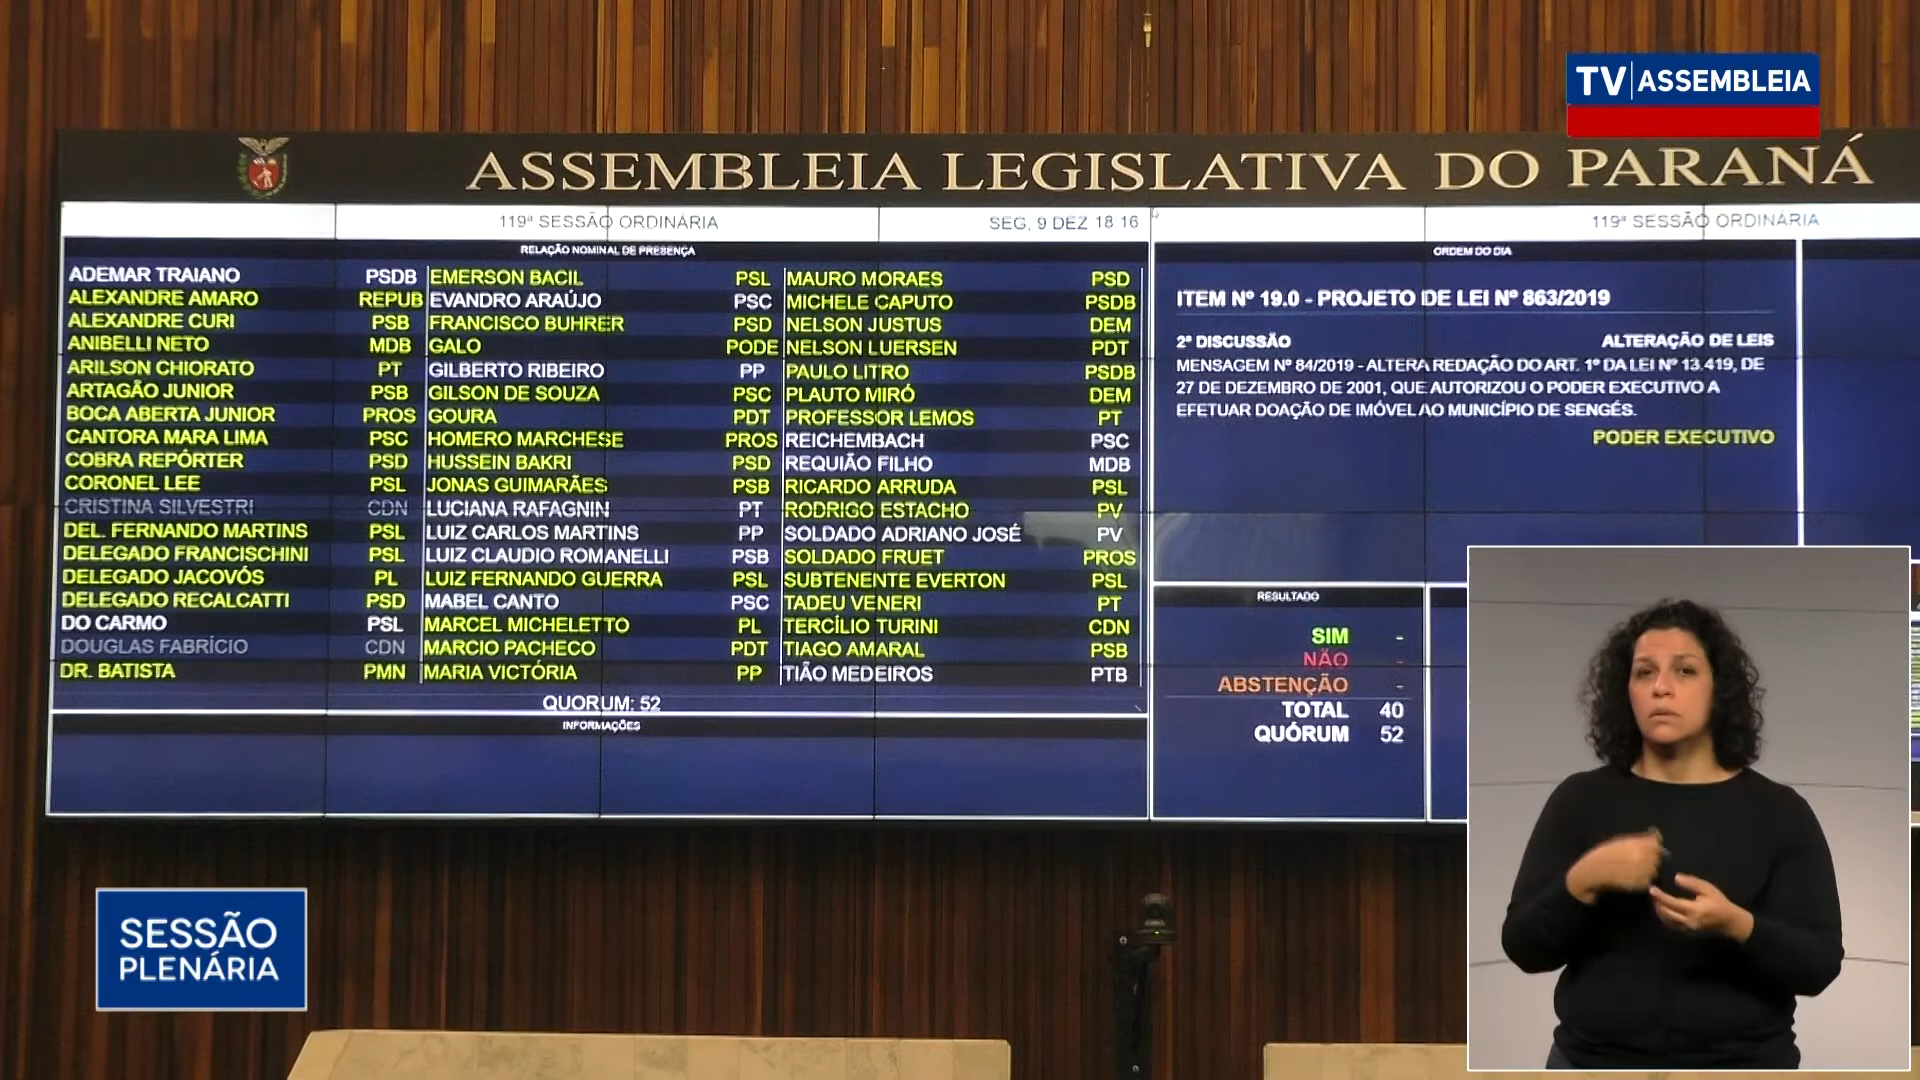 TV ASSEMBLEIA
ASSEMBLEIA LEGISLATIVA DO PARANÁ
119ª SESSÃO ORDINÁRIA SEG, 9 DEZ 18 16
RELAÇÃO NOMINAL DE PRESENÇA
ADEMAR TRAIANO PSDB EMERSON BACIL PSL MAURO MORAES PSD
ALEXANDRE AMARO REPUB EVANDRO ARAÚJO PSC MICHELE CAPUTO PSDB
ALEXANDRE CURI PSB FRANCISCO BUHRER PSD NELSON JUSTUS DEM
ANIBELLI NETO MDB GALO PODE NELSON LUERSEN PDT
ARILSON CHIORATO PT GILBERTO RIBEIRO PP PAULO LITRO PSDB
ARTAGÃO JUNIOR PSB GILSON DE SOUZA PSC PLAUTO MIRÓ DEM
BOCA ABERTA JUNIOR PROS GOURA PDT PROFESSOR LEMOS PT
CANTORA MARA LIMA PSC HOMERO MARCHESE PROS REICHEMBACH PSC
COBRA REPÓRTER PSD HUSSEIN BAKRI PSD REQUIÃO FILHO MDB
CORONEL LEE PSL JONAS GUIMARÃES PSB RICARDO ARRUDA PSL
CRISTINA SILVESTRI CDN LUCIANA RAFAGNIN PT RODRIGO ESTACHO PV
DEL. FERNANDO MARTINS PSL LUIZ CARLOS MARTINS PP SOLDADO ADRIANO JOSÉ PV
DELEGADO FRANCISCHINI PSL LUIZ CLAUDIO ROMANELLI PSB SOLDADO FRUET PROS
DELEGADO JACOVÓS PL LUIZ FERNANDO GUERRA PSL SUBTENENTE EVERTON PSL
DELEGADO RECALCATTI PSD MABEL CANTO PSC TADEU VENERI PT
DO CARMO PSL MARCEL MICHELETTO PL TERCÍLIO TURINI CDN
DOUGLAS FABRÍCIO CDN MARCIO PACHECO PDT TIAGO AMARAL PSB
DR. BATISTA PMN MARIA VICTÓRIA PP TIÃO MEDEIROS PTB
QUORUM: 52
INFORMAÇÕES
119ª SESSÃO ORDINÁRIA
ORDEM DO DIA
ITEM Nº 19.0 - PROJETO DE LEI Nº 863/2019
2ª DISCUSSÃO ALTERAÇÃO DE LEIS
MENSAGEM Nº 84/2019 - ALTERA REDAÇÃO DO ART. 1º DA LEI Nº 13.419, DE
27 DE DEZEMBRO DE 2001, QUE AUTORIZOU O PODER EXECUTIVO A
EFETUAR DOAÇÃO DE IMÓVEL AO MUNICÍPIO DE SENGÉS.
PODER EXECUTIVO
RESULTADO
SIM -
NÃO -
ABSTENÇÃO -
TOTAL 40
QUÓRUM 52
SESSÃO
PLENÁRIA